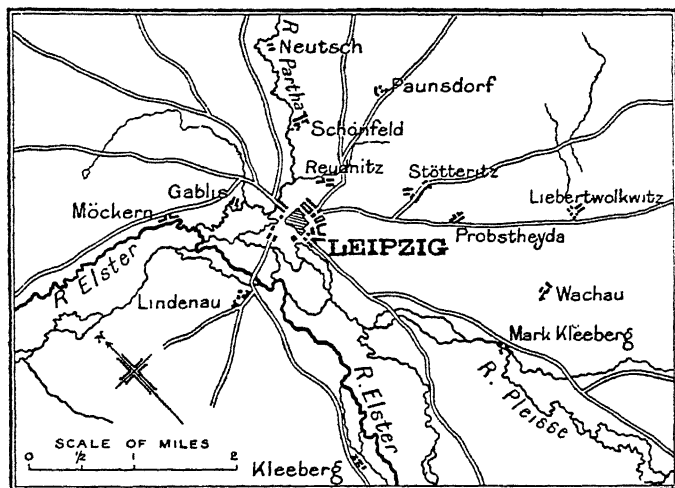 R Partha
Neutsch
Paunsdorf
Schönfeld
Reudnitz
Stötteritz
Gablis
Liebertwolkwitz
Möckern
Probstheyda
LEIPZIG
R Elster
Lindenau
Wachau
Mark Kleeberg
R. Elster
R. Pleisse
SCALE OF MILES
0 1/2 1 2
Kleeberg